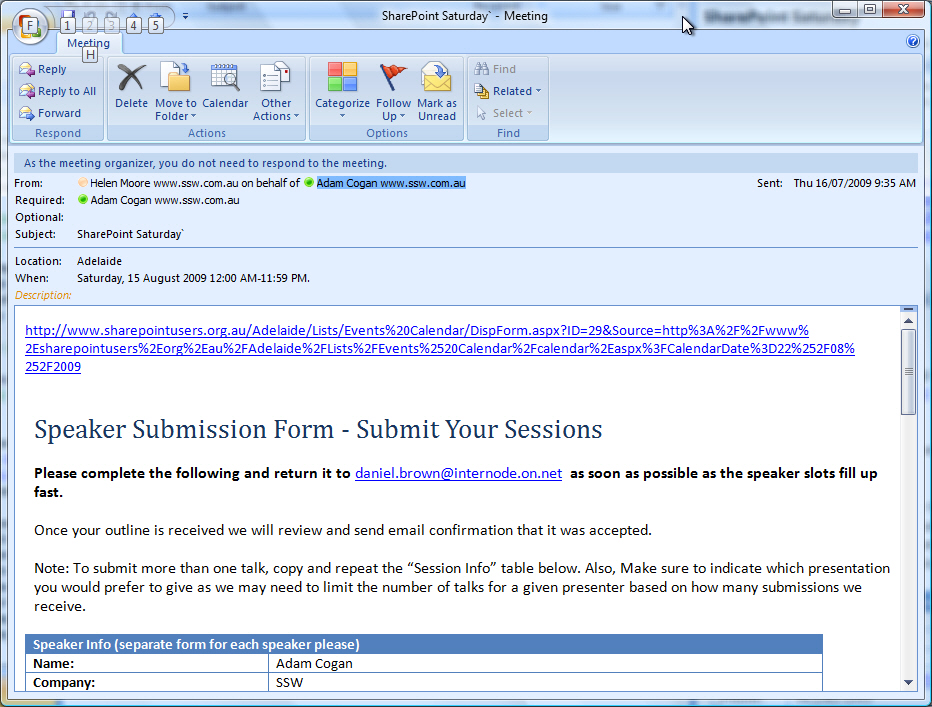 SharePoint Saturday` - Meeting
F 1 2 3 4 5
Meeting
H
Reply
Reply to All
Forward
Respond
Delete
Move to Folder
Calendar
Other Actions
Actions
Categorize
Follow Up
Mark as Unread
Options
Find
Related
Select
Find
As the meeting organizer, you do not need to respond to the meeting.
From: Helen Moore www.ssw.com.au on behalf of Adam Cogan www.ssw.com.au Sent: Thu 16/07/2009 9:35 AM
Required: Adam Cogan www.ssw.com.au
Optional:
Subject: SharePoint Saturday`
Location: Adelaide
When: Saturday, 15 August 2009 12:00 AM-11:59 PM.
Description:
http://www.sharepointusers.org.au/Adelaide/Lists/Events%20Calendar/DispForm.aspx?ID=29&Source=http%3A%2F%2Fwww%
2Esharepointusers%2Eorg%2Eau%2FAdelaide%2FLists%2FEvents%2520Calendar%2Fcalendar%2Easpx%3FCalendarDate%3D22%252F08%
252F2009
Speaker Submission Form - Submit Your Sessions
Please complete the following and return it to daniel.brown@internode.on.net as soon as possible as the speaker slots fill up
fast.
Once your outline is received we will review and send email confirmation that it was accepted.
Note: To submit more than one talk, copy and repeat the “Session Info” table below. Also, Make sure to indicate which presentation
you would prefer to give as we may need to limit the number of talks for a given presenter based on how many submissions we
receive.
Speaker Info (separate form for each speaker please)
Name: Adam Cogan
Company: SSW